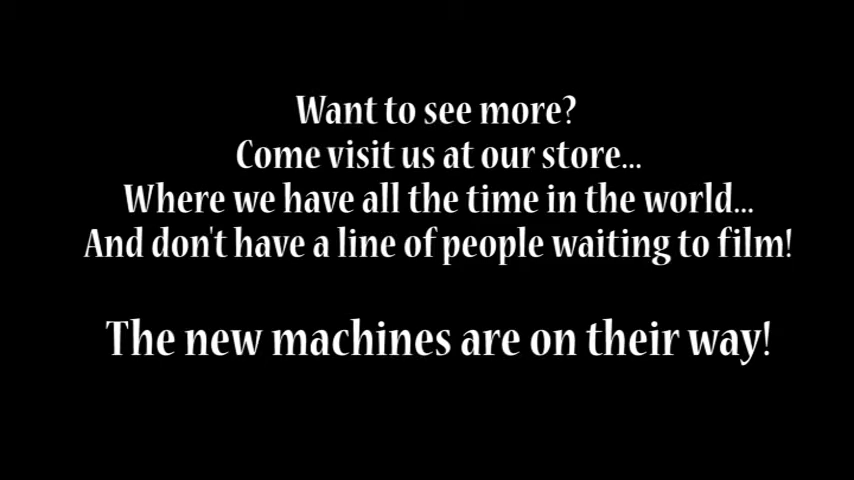 Want to see more?
Come visit us at our store...
Where we have all the time in the world...
And don't have a line of people waiting to film!
The new machines are on their way!